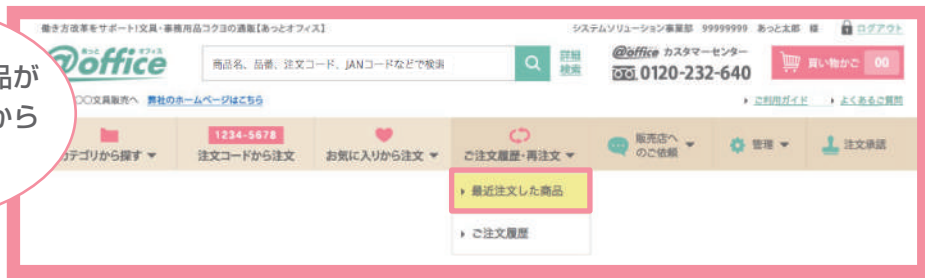 働き方改革をサポート!文具・事務用品コクヨの通販【あっとオフィス】
システムソリューション事業部 99999999 あっと太郎 様 ログアウト
品が
から
あっと オフィス
@office
商品名、品番、注文コード、JANコードなどで検索
詳細
検索
@office カスタマーセンター
0120-232-640
買い物かご 00
〇〇文具販売へ 弊社のホームページはこちら
ご利用ガイド よくあるご質問
カテゴリから探す
1234-5678
注文コードから注文
お気に入りから注文
ご注文履歴・再注文
販売店へ
のご依頼
管理
注文承認
最近注文した商品
ご注文履歴